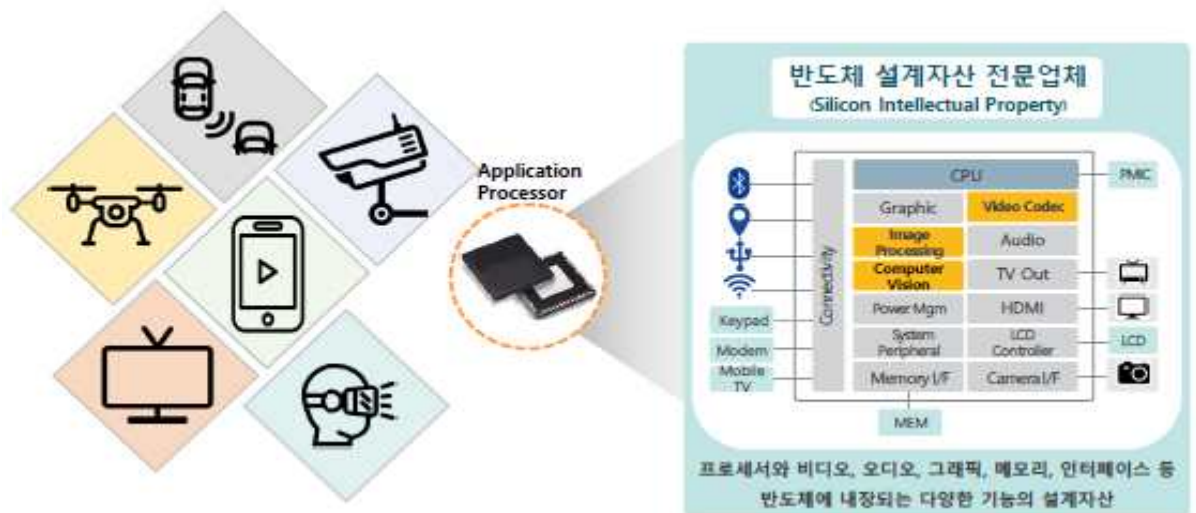 반도체 설계자산 전문업체
(Silicon Intellectual Property)
Application
Processor
Connectivity
CPU
Graphic
Video Codec
Image
Processing
Audio
Computer
Vision
TV Out
Power Mgm
HDMI
System
Peripheral
LCD
Controller
Memory I/F
Camera I/F
Keypad
Modem
Mobile
TV
PMIC
LCD
MEM
프로세서와 비디오, 오디오, 그래픽, 메모리, 인터페이스 등
반도체에 내장되는 다양한 기능의 설계자산